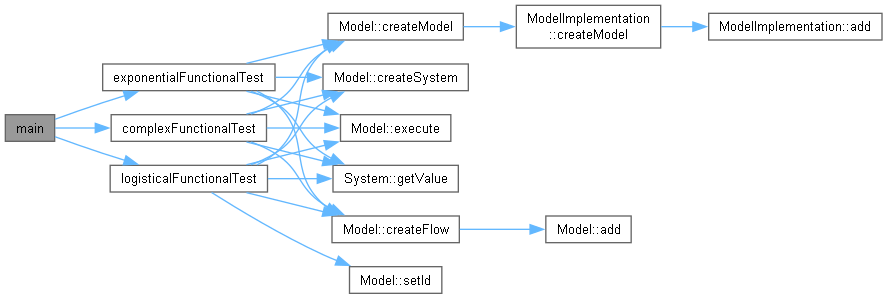 main
exponentialFunctionalTest
complexFunctionalTest
logisticalFunctionalTest
Model::createModel
Model::createSystem
Model::execute
System::getValue
Model::createFlow
Model::setId
ModelImplementation
::createModel
Model::add
ModelImplementation::add